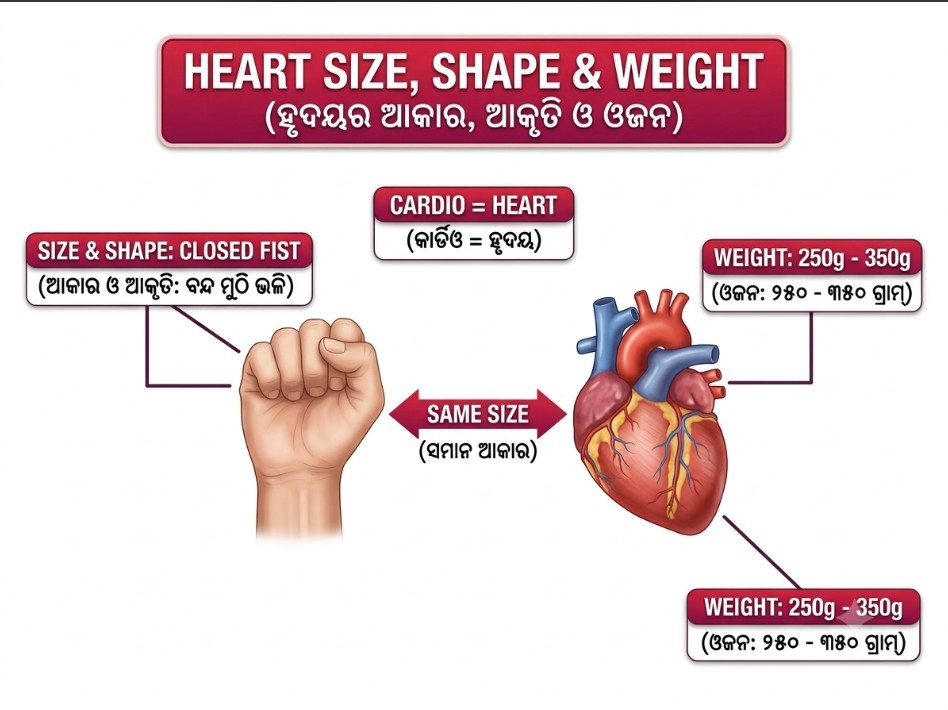 HEART SIZE, SHAPE & WEIGHT
(ହୃଦୟର ଆକାର, ଆକୃତି ଓ ଓଜନ)
CARDIO = HEART
(କାର୍ଡିଓ = ହୃଦୟ)
SIZE & SHAPE: CLOSED FIST
(ଆକାର ଓ ଆକୃତି: ବନ୍ଦ ମୁଠି ଭଳି)
WEIGHT: 250g - 350g
(ଓଜନ: ୨୫୦ - ୩୫୦ ଗ୍ରାମ୍)
SAME SIZE
(ସମାନ ଆକାର)
WEIGHT: 250g - 350g
(ଓଜନ: ୨୫୦ - ୩୫୦ ଗ୍ରାମ୍)